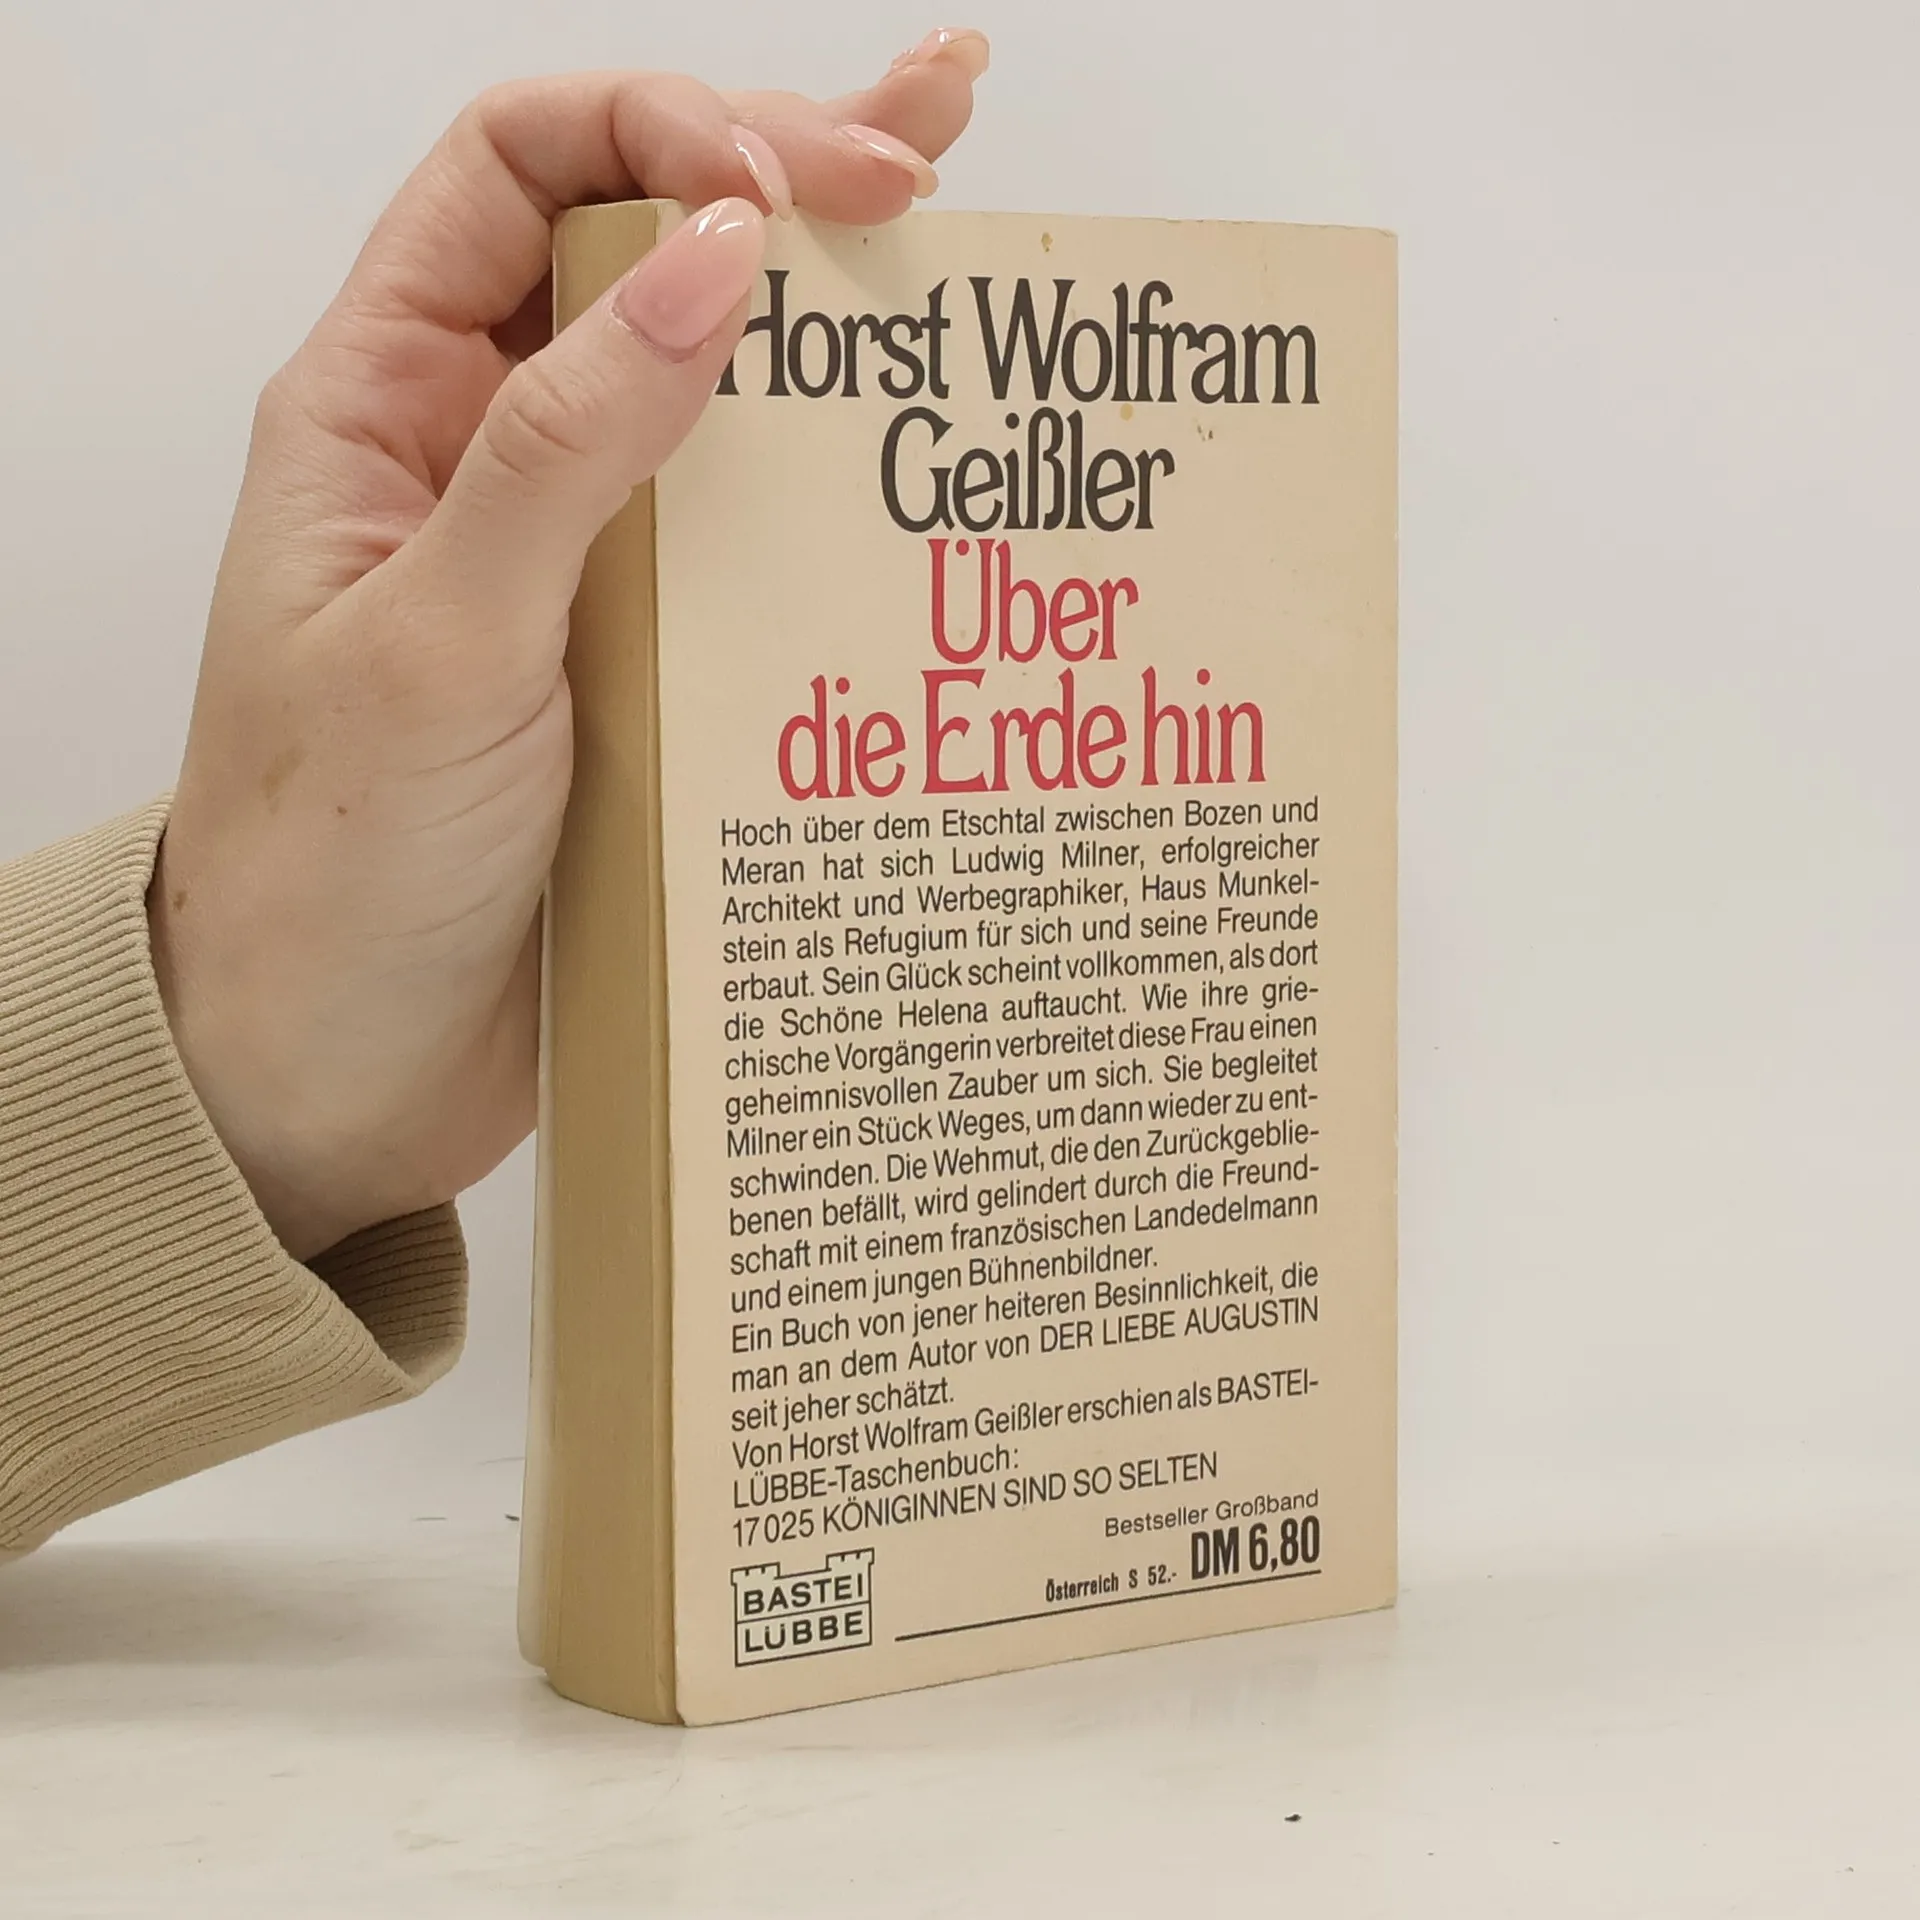 Horst Wolfram
Geißler
Über
die Erde hin
Hoch über dem Etschtal zwischen Bozen und
Meran hat sich Ludwig Milner, erfolgreicher
Architekt und Werbegraphiker, Haus Munkel-
stein als Refugium für sich und seine Freunde
erbaut. Sein Glück scheint vollkommen, als dort
die Schöne Helena auftaucht. Wie ihre grie-
chische Vorgängerin verbreitet diese Frau einen
geheimnisvollen Zauber um sich. Sie begleitet
Milner ein Stück Weges, um dann wieder zu ent-
schwinden. Die Wehmut, die den Zurückgeblie-
benen befällt, wird gelindert durch die Freund-
schaft mit einem französischen Landedelmann
und einem jungen Bühnenbildner.
Ein Buch von jener heiteren Besinnlichkeit, die
man an dem Autor von DER LIEBE AUGUSTIN
seit jeher schätzt.
Von Horst Wolfram Geißler erschien als BASTEI-
LÜBBE-Taschenbuch:
17025 KÖNIGINNEN SIND SO SELTEN
Bestseller Großband
Österreich S 52.- DM 6,80
BASTEI
LÜBBE